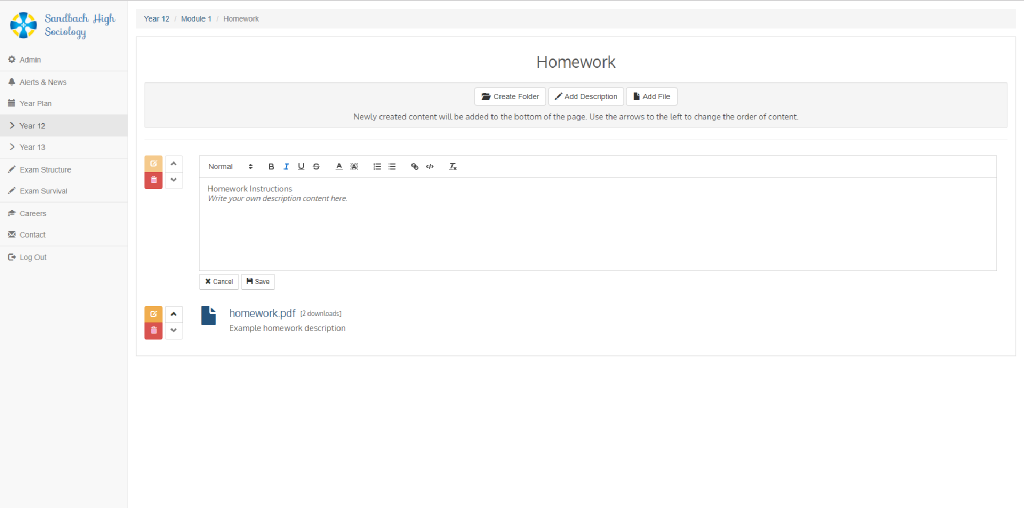 Sandbach High
Sociology
Admin
Alerts & News
Year Plan
Year 12
Year 13
Exam Structure
Exam Survival
Careers
Contact
Log Out
Year 12 / Module 1 / Homework
Homework
Create Folder Add Description Add File
Newly created content will be added to the bottom of the page. Use the arrows to the left to change the order of content.
Normal B I U S A A
Homework Instructions
Write your own description content here.
Cancel Save
homework.pdf [2 downloads]
Example homework description